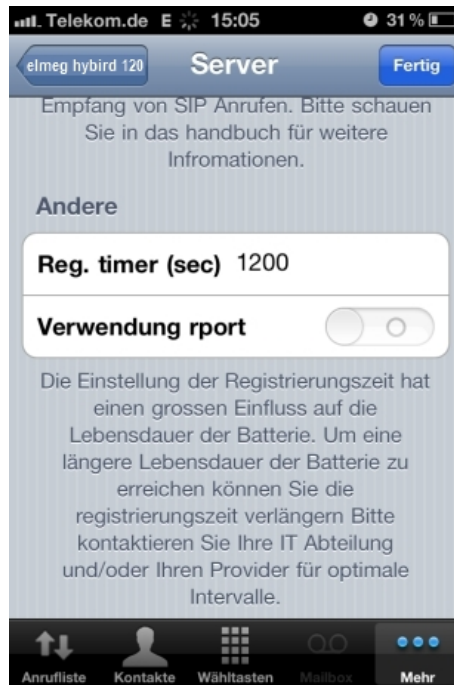 Telekom.de E 15:05 31 %
elmeg hybird 120 Server Fertig
Empfang von SIP Anrufen. Bitte schauen
Sie in das handbuch für weitere
Infromationen.
Andere
Reg. timer (sec) 1200
Verwendung rport
Die Einstellung der Registrierungszeit hat
einen grossen Einfluss auf die
Lebensdauer der Batterie. Um eine
längere Lebensdauer der Batterie zu
erreichen können Sie die
registrierungszeit verlängern Bitte
kontaktieren Sie Ihre IT Abteilung
und/oder Ihren Provider für optimale
Intervalle.
Anrufliste Kontakte Wähltasten Mailbox Mehr